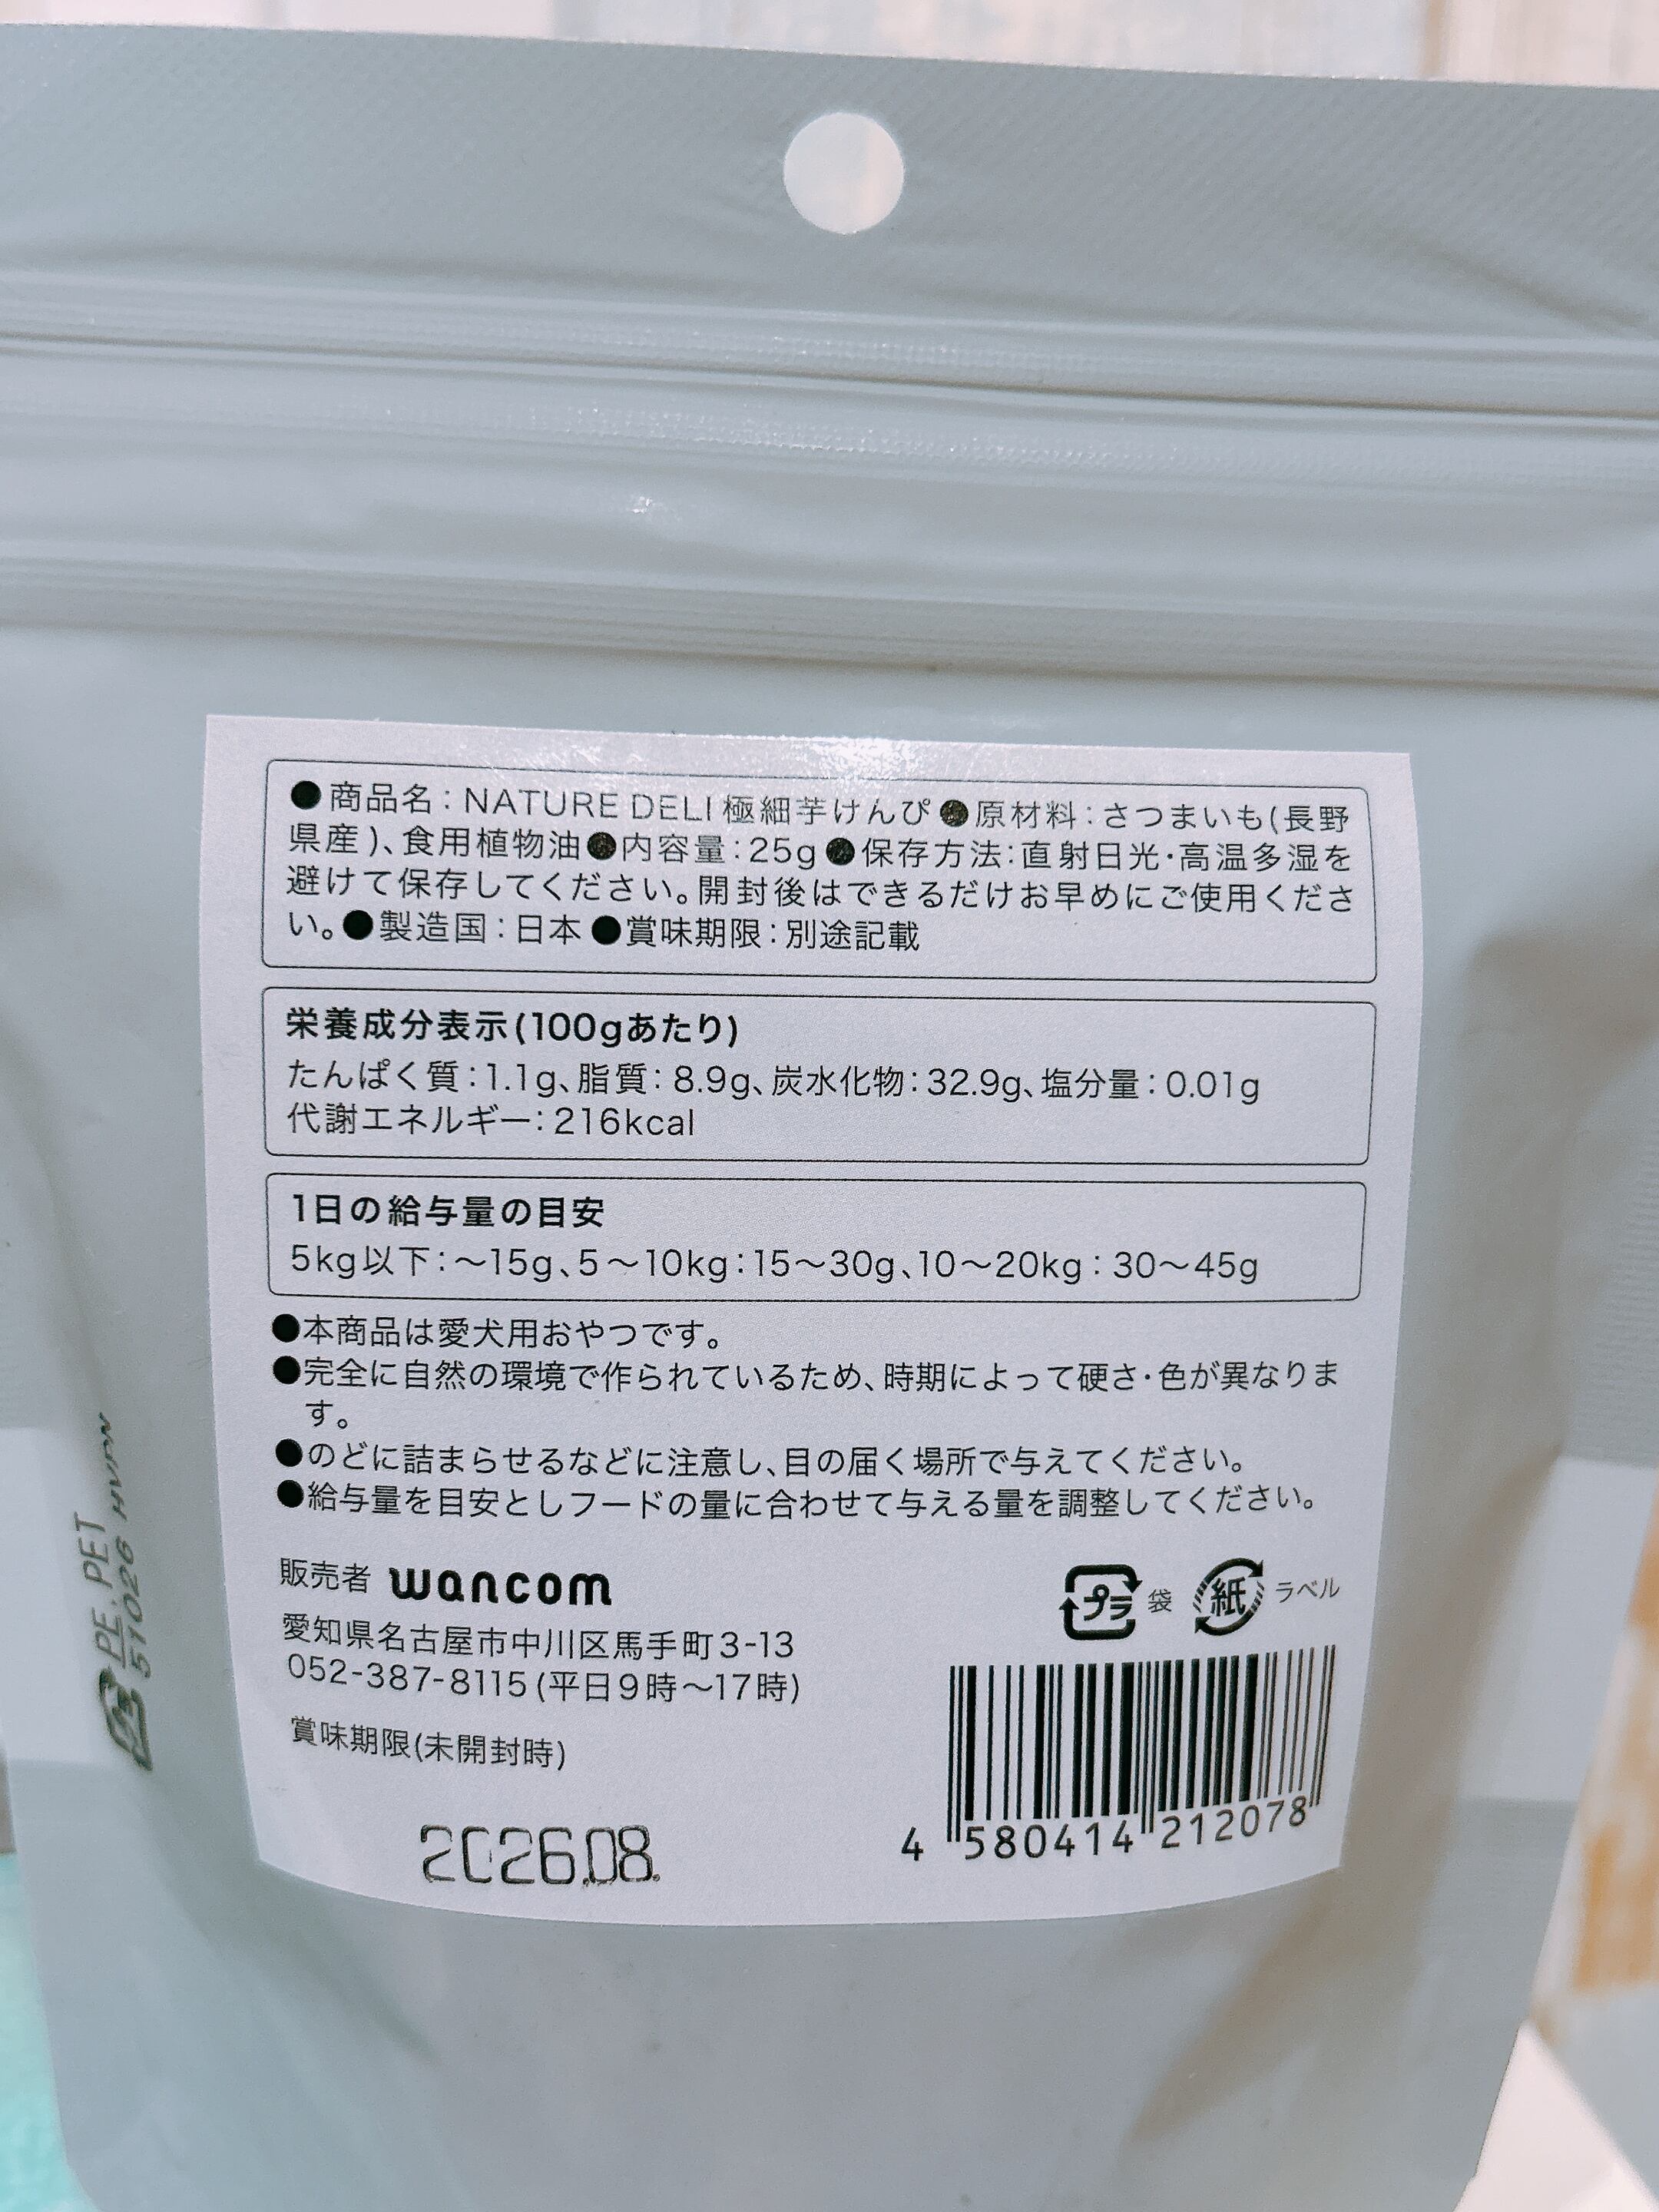 ●商品名：NATURE DELI 極細芋けんぴ ●原材料：さつまいも(長野
県産)、食用植物油●内容量：25g ●保存方法：直射日光・高温多湿を
避けて保存してください。開封後はできるだけお早めにご使用くださ
い。●製造国：日本 ●賞味期限：別途記載
栄養成分表示(100gあたり)
たんぱく質：1.1g、脂質：8.9g、炭水化物：32.9g、塩分量：0.01g
代謝エネルギー：216kcal
1日の給与量の目安
5kg以下：～15g、5～10kg：15～30g、10～20kg：30～45g
●本商品は愛犬用おやつです。
●完全に自然の環境で作られているため、時期によって硬さ・色が異なりま
す。
●のどに詰まらせるなどに注意し、目の届く場所で与えてください。
●給与量を目安としフードの量に合わせて与える量を調整してください。
販売者 wancom
愛知県名古屋市中川区馬手町3-13
052-387-8115(平日9時～17時)
賞味期限(未開封時)
2026.08.
プラ 袋 紙 ラベル
4 580414 212078
プラ PE.PET
51026 HVPN